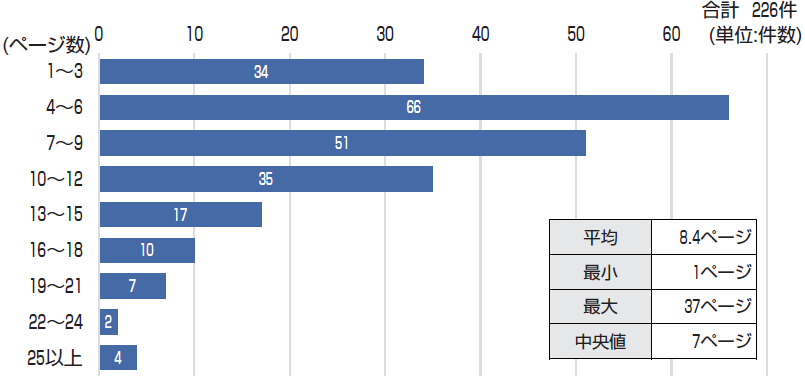 合計 226件
(ページ数) 0 10 20 30 40 50 60 (単位:件数)
1〜3 34
4〜6 66
7〜9 51
10〜12 35
13〜15 17
16〜18 10
19〜21 7
22〜24 2
25以上 4
平均 8.4ページ
最小 1ページ
最大 37ページ
中央値 7ページ